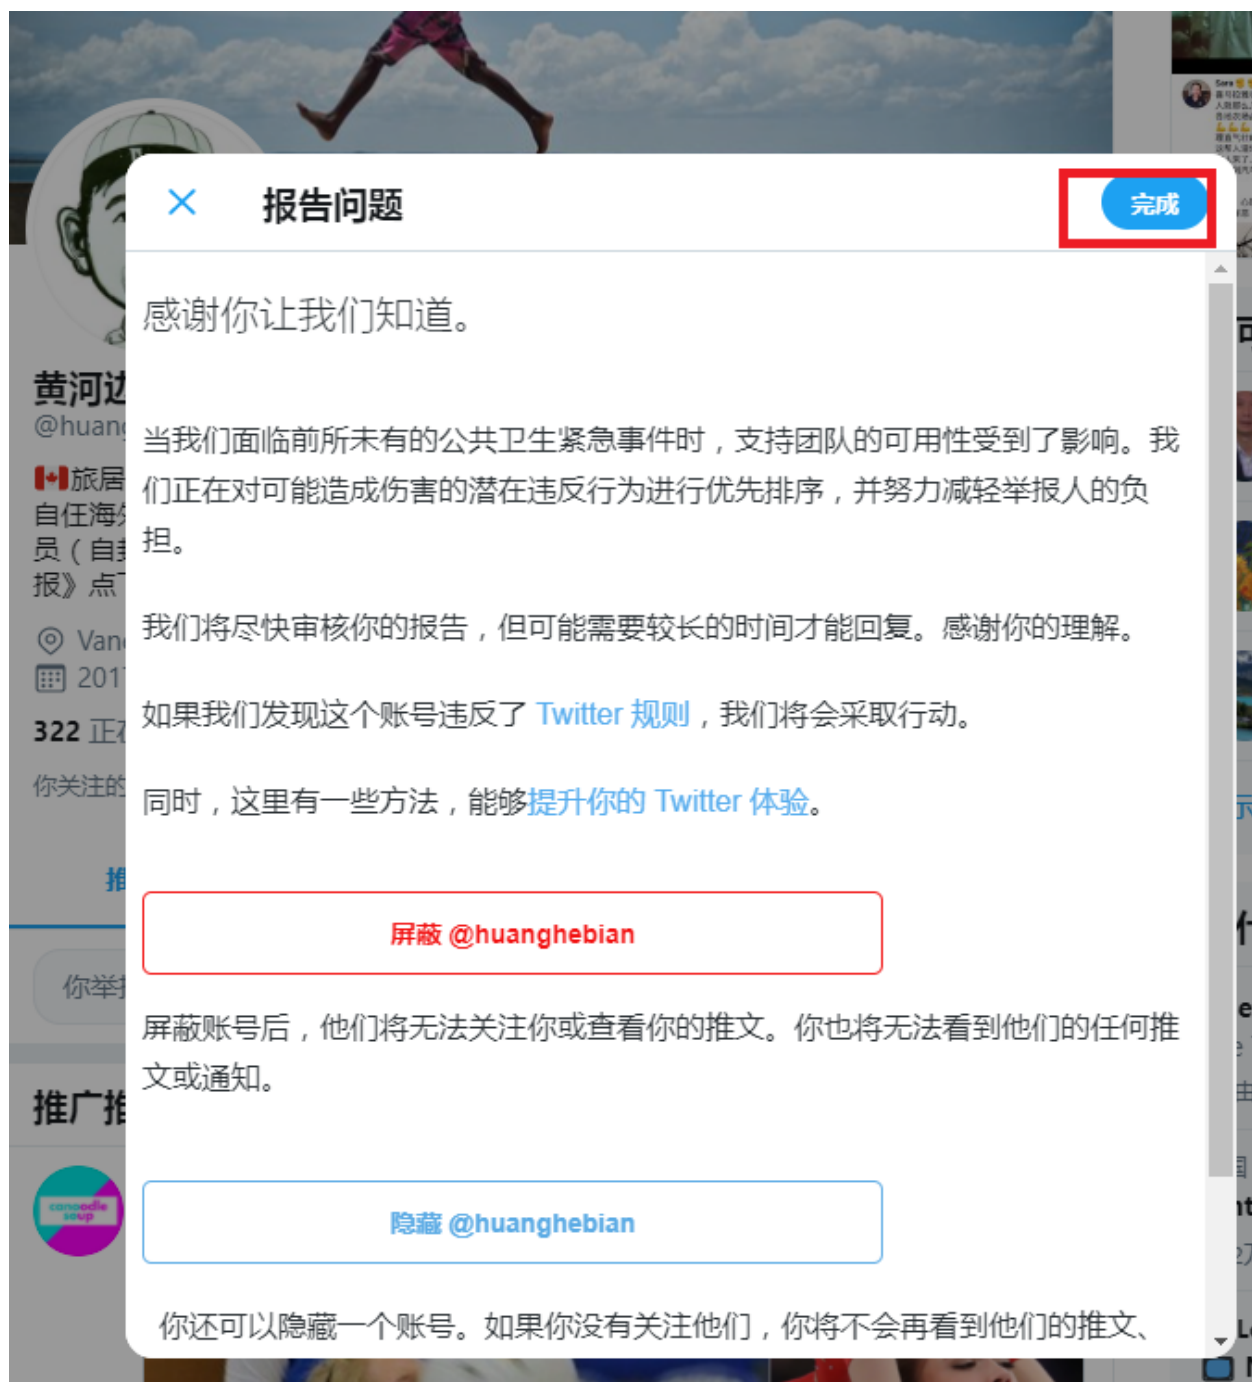 报告问题
完成
感谢你让我们知道。
当我们面临前所未有的公共卫生紧急事件时，支持团队的可用性受到了影响。我
们正在对可能造成伤害的潜在违反行为进行优先排序，并努力减轻举报人的负
担。
我们将尽快审核你的报告，但可能需要较长的时间才能回复。感谢你的理解。
如果我们发现这个账号违反了 Twitter 规则，我们将会采取行动。
同时，这里有一些方法，能够提升你的 Twitter 体验。
屏蔽 @huanghebian
屏蔽账号后，他们将无法关注你或查看你的推文。你也将无法看到他们的任何推
文或通知。
隐藏 @huanghebian
你还可以隐藏一个账号。如果你没有关注他们，你将不会再看到他们的推文、
黄河边
@huang
旅居
自任海外
员（自封
报》点
Vanc
2017
322 正在
你关注的
推
你举报
推广推
canoodle
soup